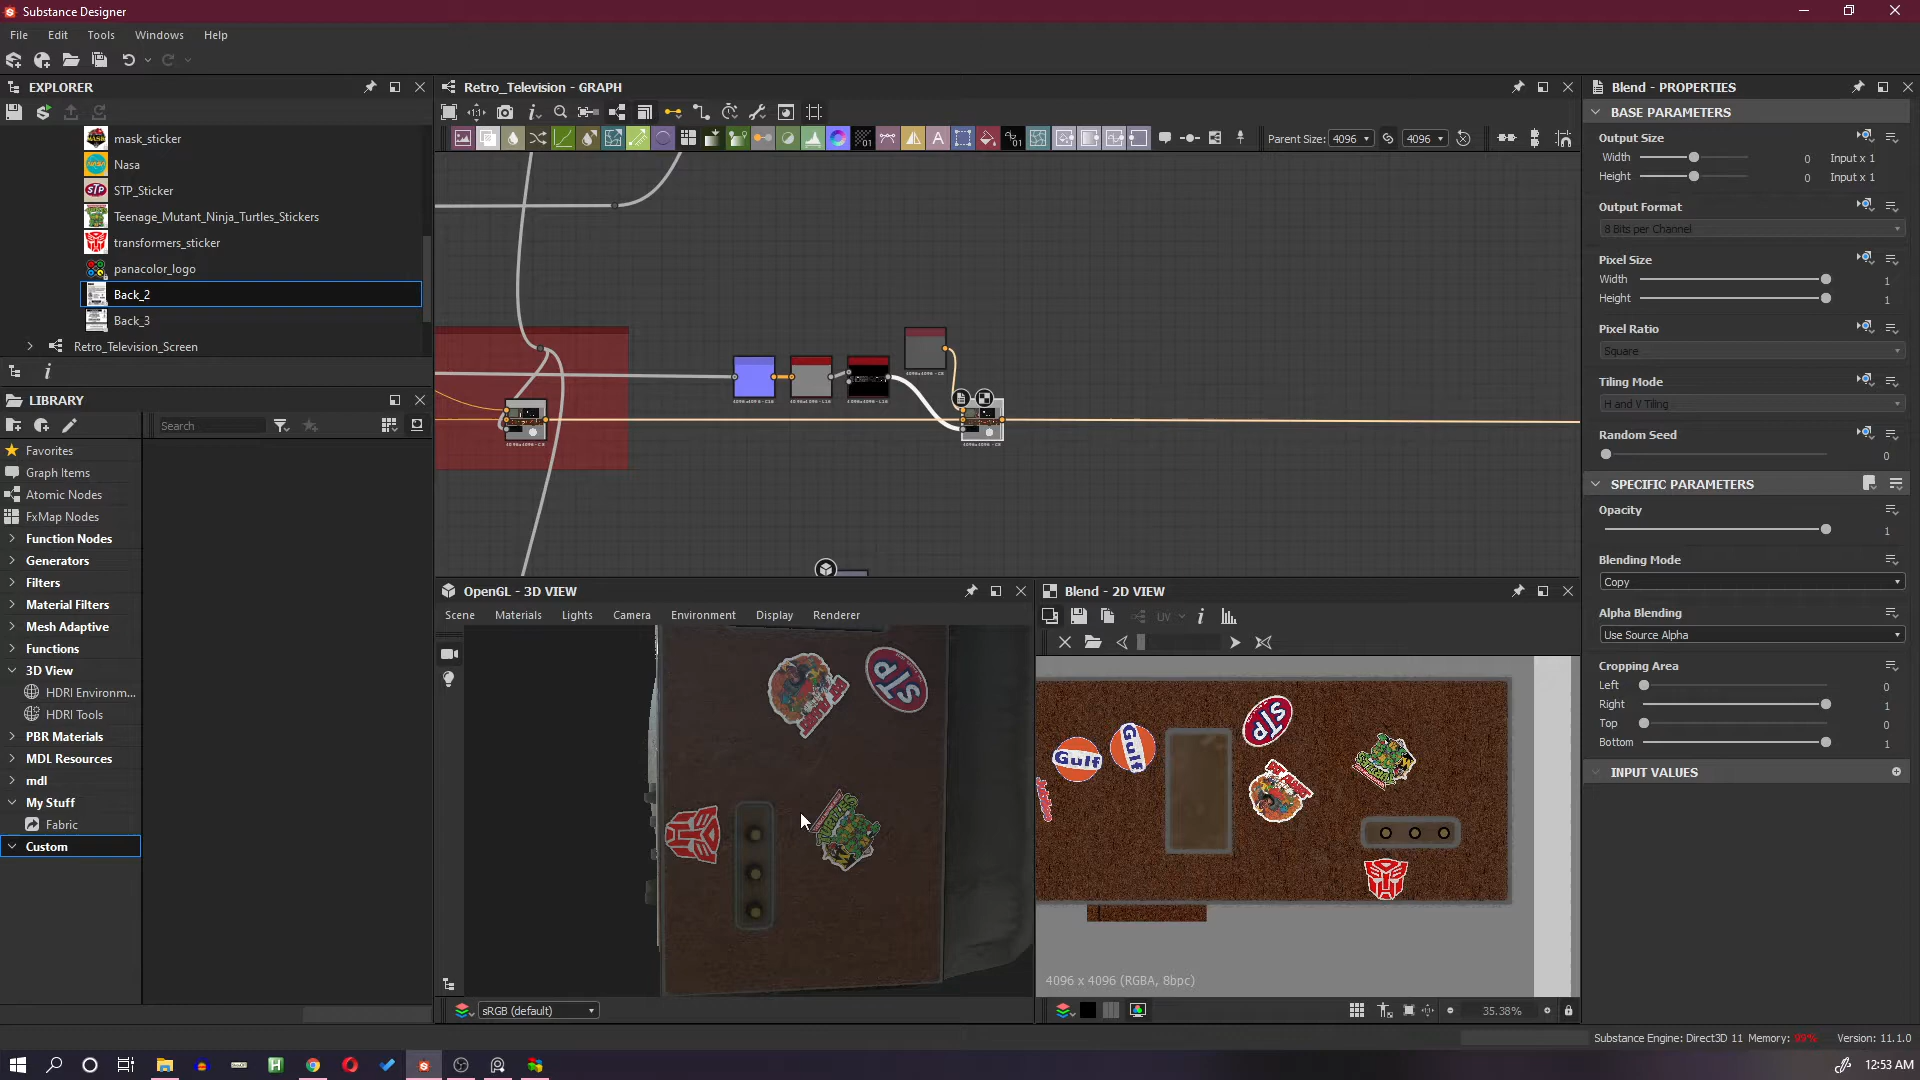 Substance Designer
File Edit Tools Windows Help
EXPLORER
mask_sticker
Nasa
STP_Sticker
Teenage_Mutant_Ninja_Turtles_Stickers
transformers_sticker
panacolor_logo
Back_2
Back_3
Retro_Television_Screen
LIBRARY
Search
Favorites
Graph Items
Atomic Nodes
FxMap Nodes
Function Nodes
Generators
Filters
Material Filters
Mesh Adaptive
Functions
3D View
HDRI Environm...
HDRI Tools
PBR Materials
MDL Resources
mdl
My Stuff
Fabric
Custom
Retro_Television - GRAPH
Parent Size: 4096 4096
OpenGL - 3D VIEW
Scene Materials Lights Camera Environment Display Renderer
STP
sRGB (default)
Blend - 2D VIEW
UV
STP
Gulf
Gulf
4096 x 4096 (RGBA, 8bpc)
35.38%
Blend - PROPERTIES
BASE PARAMETERS
Output Size
Width 0 Input x 1
Height 0 Input x 1
Output Format
8 Bits per Channel
Pixel Size
Width 1
Height 1
Pixel Ratio
Square
Tiling Mode
H and V Tiling
Random Seed
0
SPECIFIC PARAMETERS
Opacity
1
Blending Mode
Copy
Alpha Blending
Use Source Alpha
Cropping Area
Left 0
Right 1
Top 0
Bottom 1
INPUT VALUES
Substance Engine: Direct3D 11 Memory: 99% Version: 11.1.0
12:53 AM